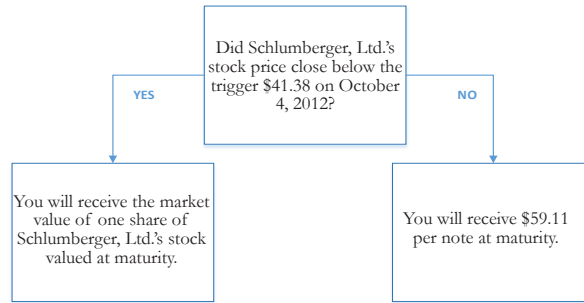 Did Schlumberger, Ltd.'s
stock price close below the
trigger $41.38 on October
4, 2012?
YES
NO
You will receive the market
value of one share of
Schlumberger, Ltd.'s stock
valued at maturity.
You will receive $59.11
per note at maturity.